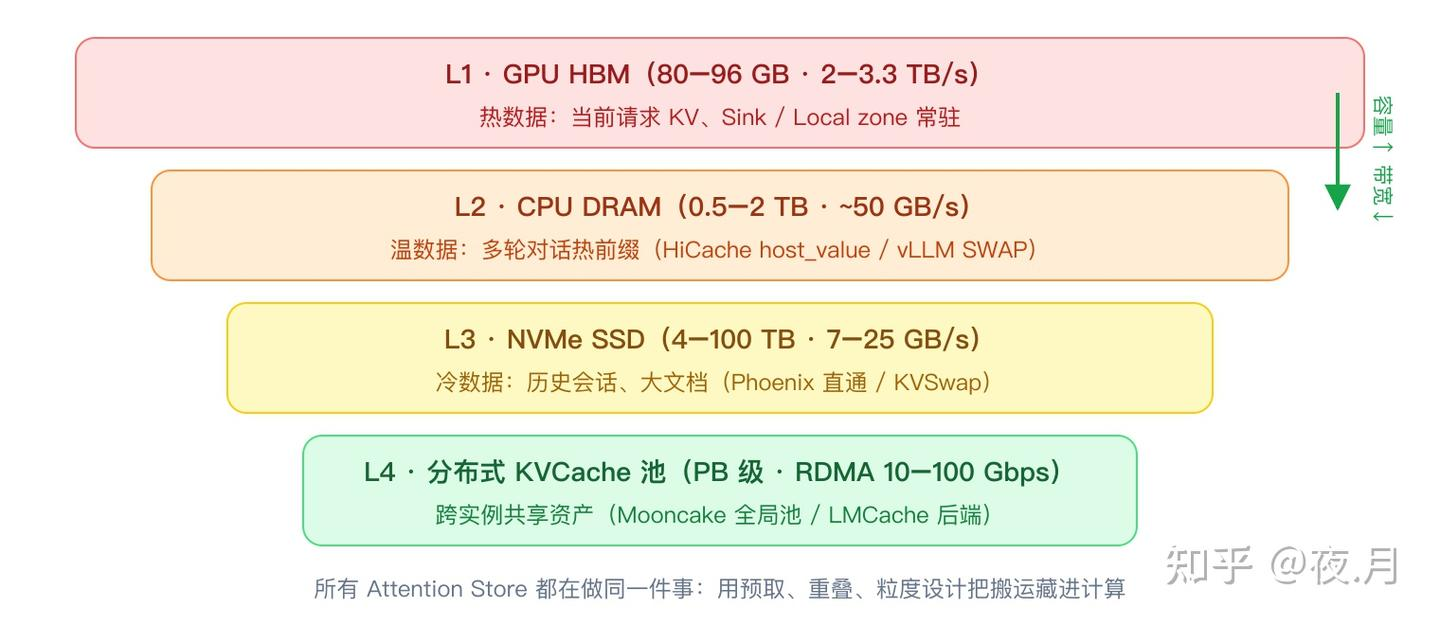 L1 · GPU HBM（80—96 GB · 2—3.3 TB/s）
热数据：当前请求 KV、Sink / Local zone 常驻
容量↑ 带宽↓
L2 · CPU DRAM（0.5—2 TB · ~50 GB/s）
温数据：多轮对话热前缀（HiCache host_value / vLLM SWAP）
L3 · NVMe SSD（4—100 TB · 7—25 GB/s）
冷数据：历史会话、大文档（Phoenix 直通 / KVSwap）
L4 · 分布式 KVCache 池（PB 级 · RDMA 10—100 Gbps）
跨实例共享资产（Mooncake 全局池 / LMCache 后端）
所有 Attention Store 都在做同一件事：用预取、重叠、粒度设计把搬运藏进计算
知乎 @夜.月